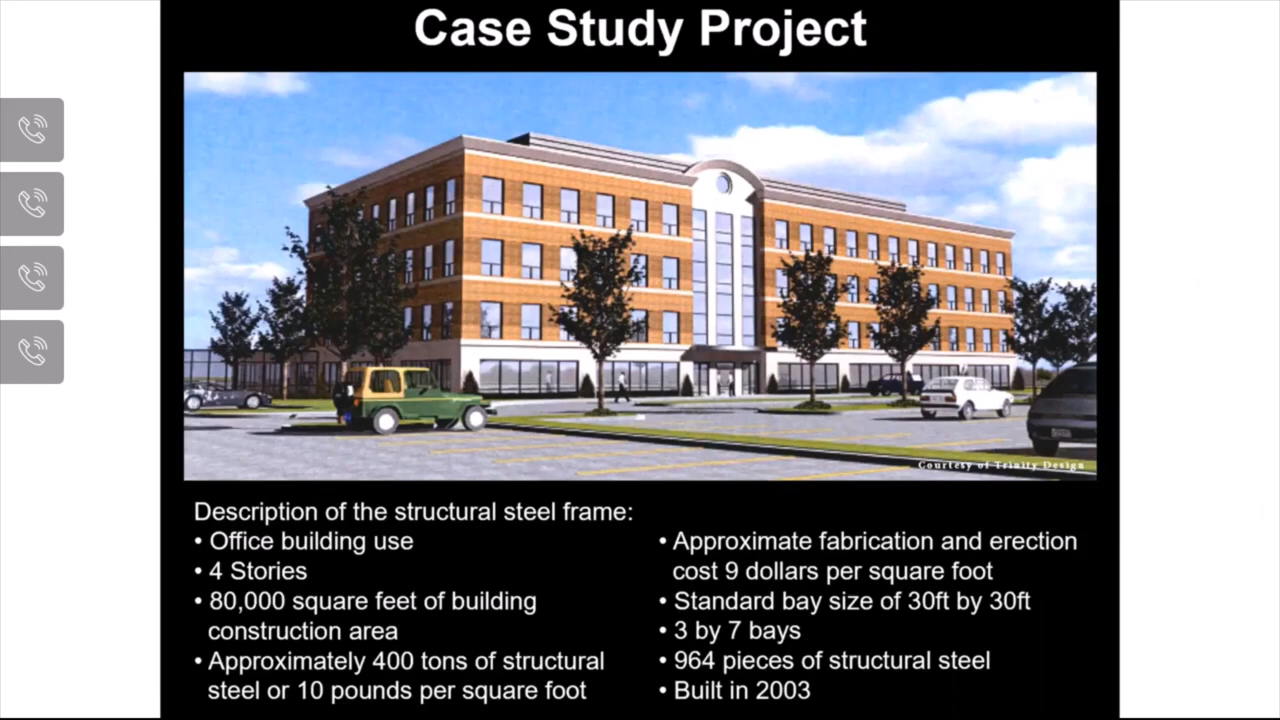 Case Study Project
Courtesy of Trinity Design
Description of the structural steel frame:
• Office building use
• 4 Stories
• 80,000 square feet of building
construction area
• Approximately 400 tons of structural
steel or 10 pounds per square foot
• Approximate fabrication and erection
cost 9 dollars per square foot
• Standard bay size of 30ft by 30ft
• 3 by 7 bays
• 964 pieces of structural steel
• Built in 2003